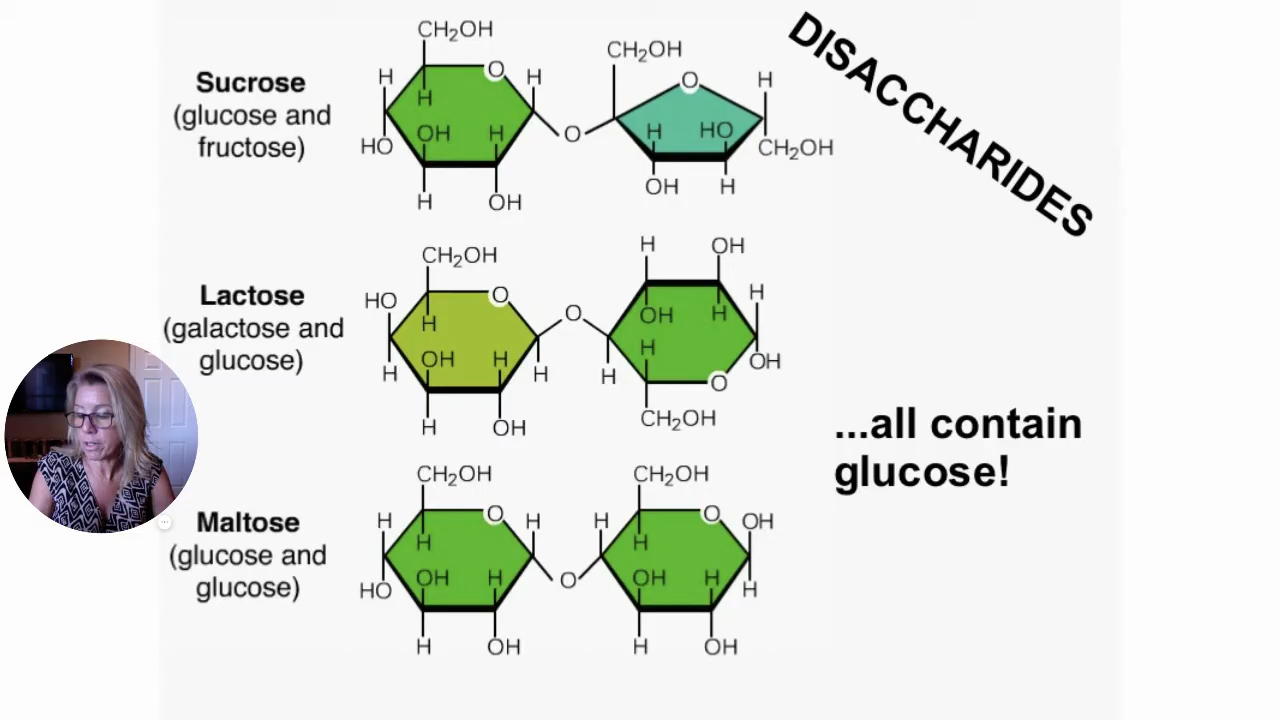 DISACCHARIDES
Sucrose
(glucose and
fructose)
CH₂OH
O
H
H
H
OH
H
HO
H
OH
O
CH₂OH
O
H
H
HO
CH₂OH
OH
H
Lactose
(galactose and
glucose)
CH₂OH
HO
O
H
OH
H
H
H
H
OH
O
H
OH
H
OH
H
H
OH
H
O
CH₂OH
...all contain
glucose!
Maltose
(glucose and
glucose)
CH₂OH
H
O
H
H
OH
H
HO
H
OH
O
CH₂OH
H
O
OH
H
OH
H
H
H
OH